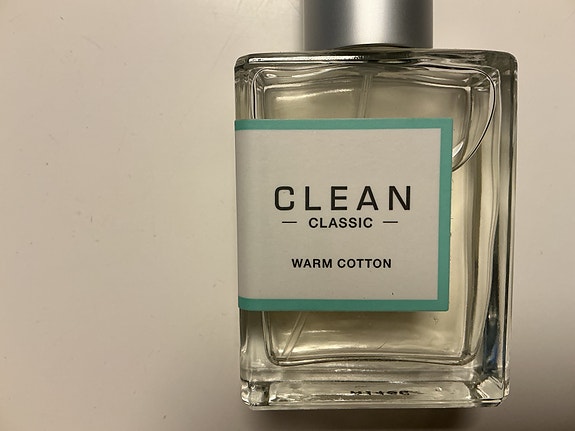 CLEAN
— CLASSIC —
WARM COTTON